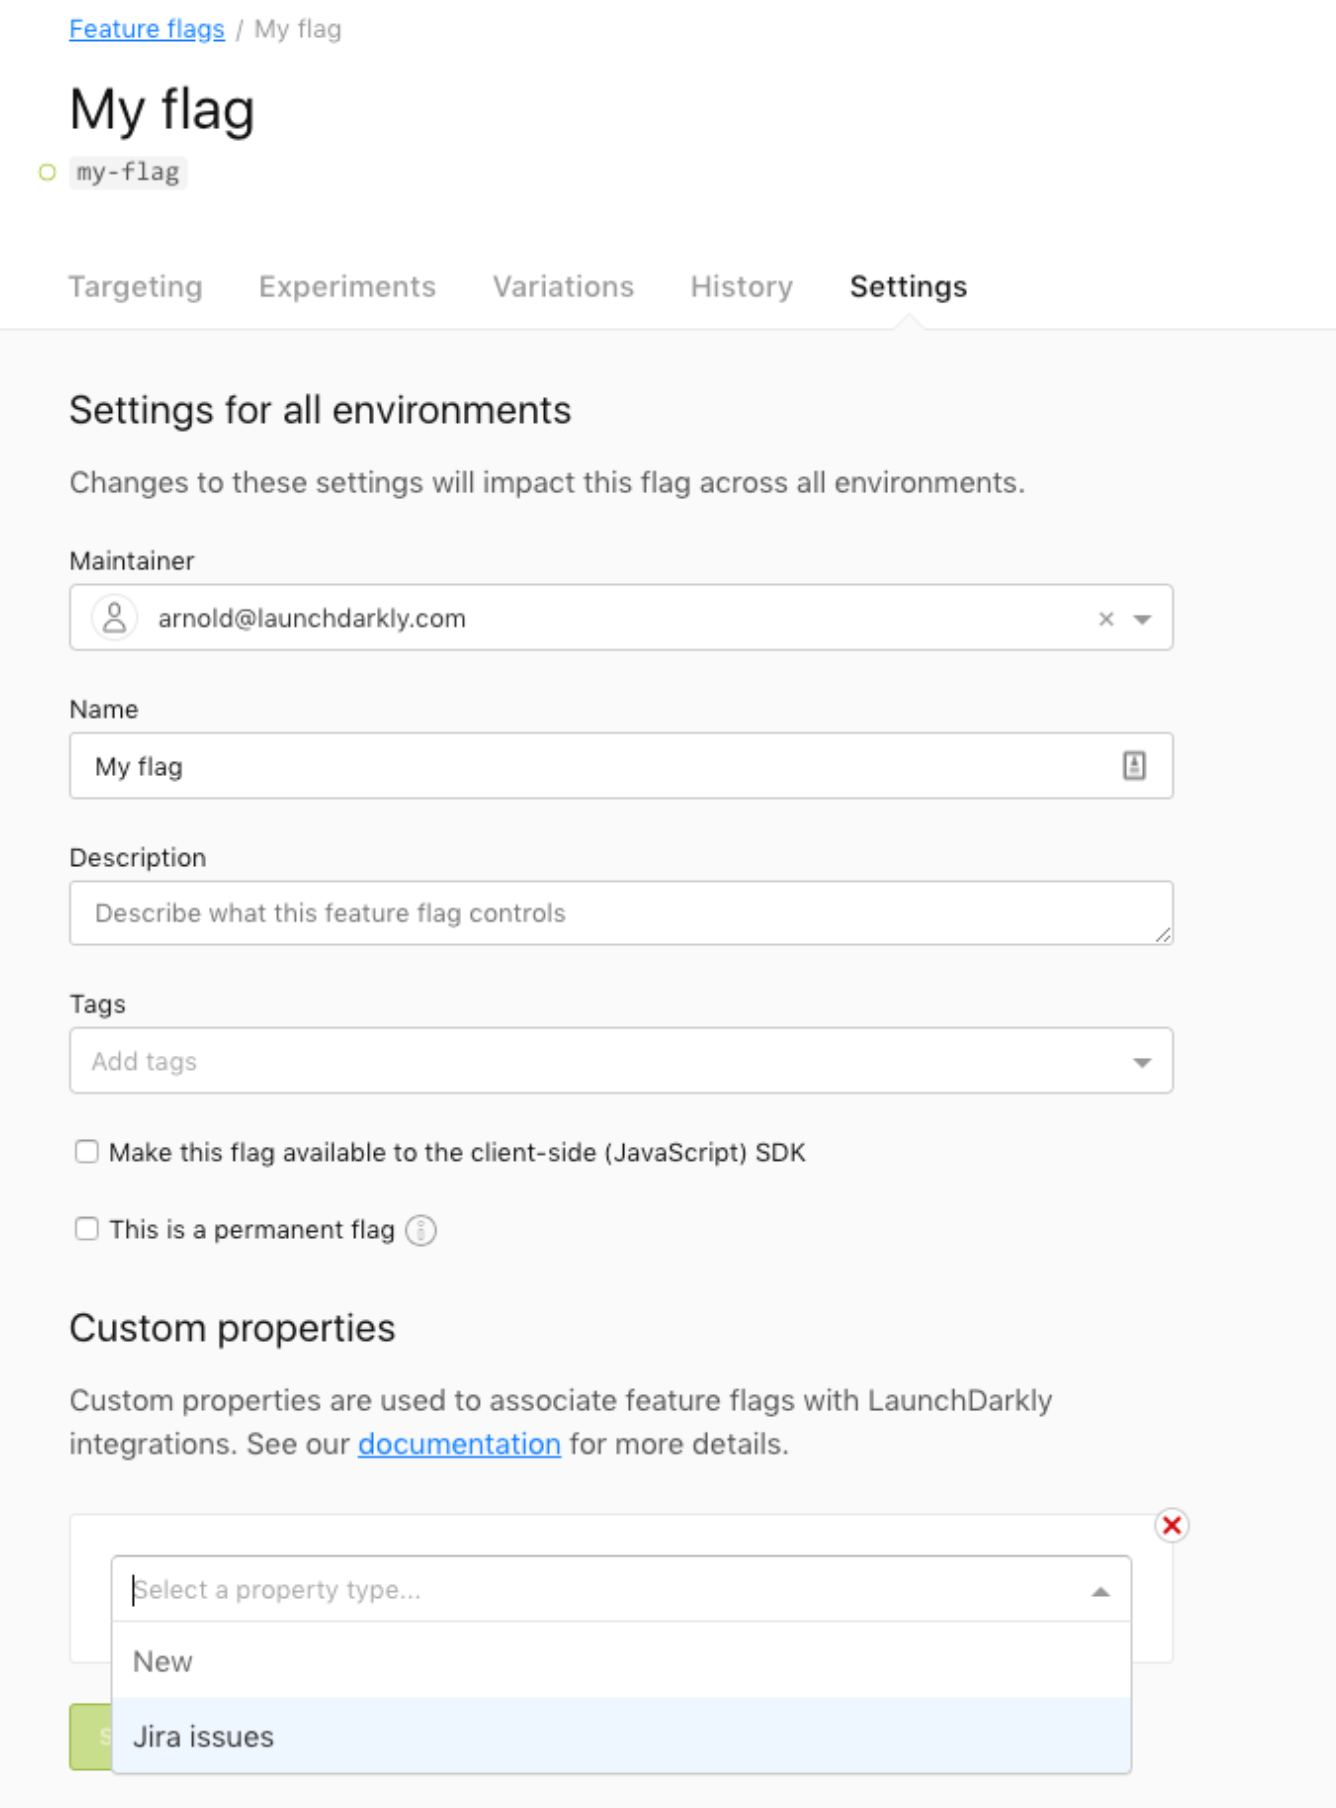 Feature flags / My flag
My flag
my-flag
Targeting Experiments Variations History Settings
Settings for all environments
Changes to these settings will impact this flag across all environments.
Maintainer
arnold@launchdarkly.com
Name
My flag
Description
Describe what this feature flag controls
Tags
Add tags
Make this flag available to the client-side (JavaScript) SDK
This is a permanent flag
Custom properties
Custom properties are used to associate feature flags with LaunchDarkly
integrations. See our documentation for more details.
Select a property type...
New
Jira issues